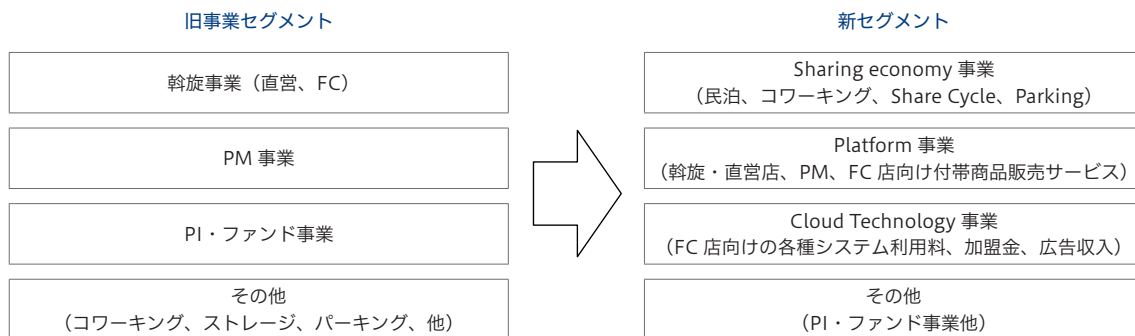 旧事業セグメント
斡旋事業（直営、FC）
PM 事業
PI・ファンド事業
その他
（コワーキング、ストレージ、パーキング、他）
新セグメント
Sharing economy 事業
（民泊、コワーキング、Share Cycle、Parking）
Platform 事業
（斡旋・直営店、PM、FC 店向け付帯商品販売サービス）
Cloud Technology 事業
（FC 店向けの各種システム利用料、加盟金、広告収入）
その他
（PI・ファンド事業他）